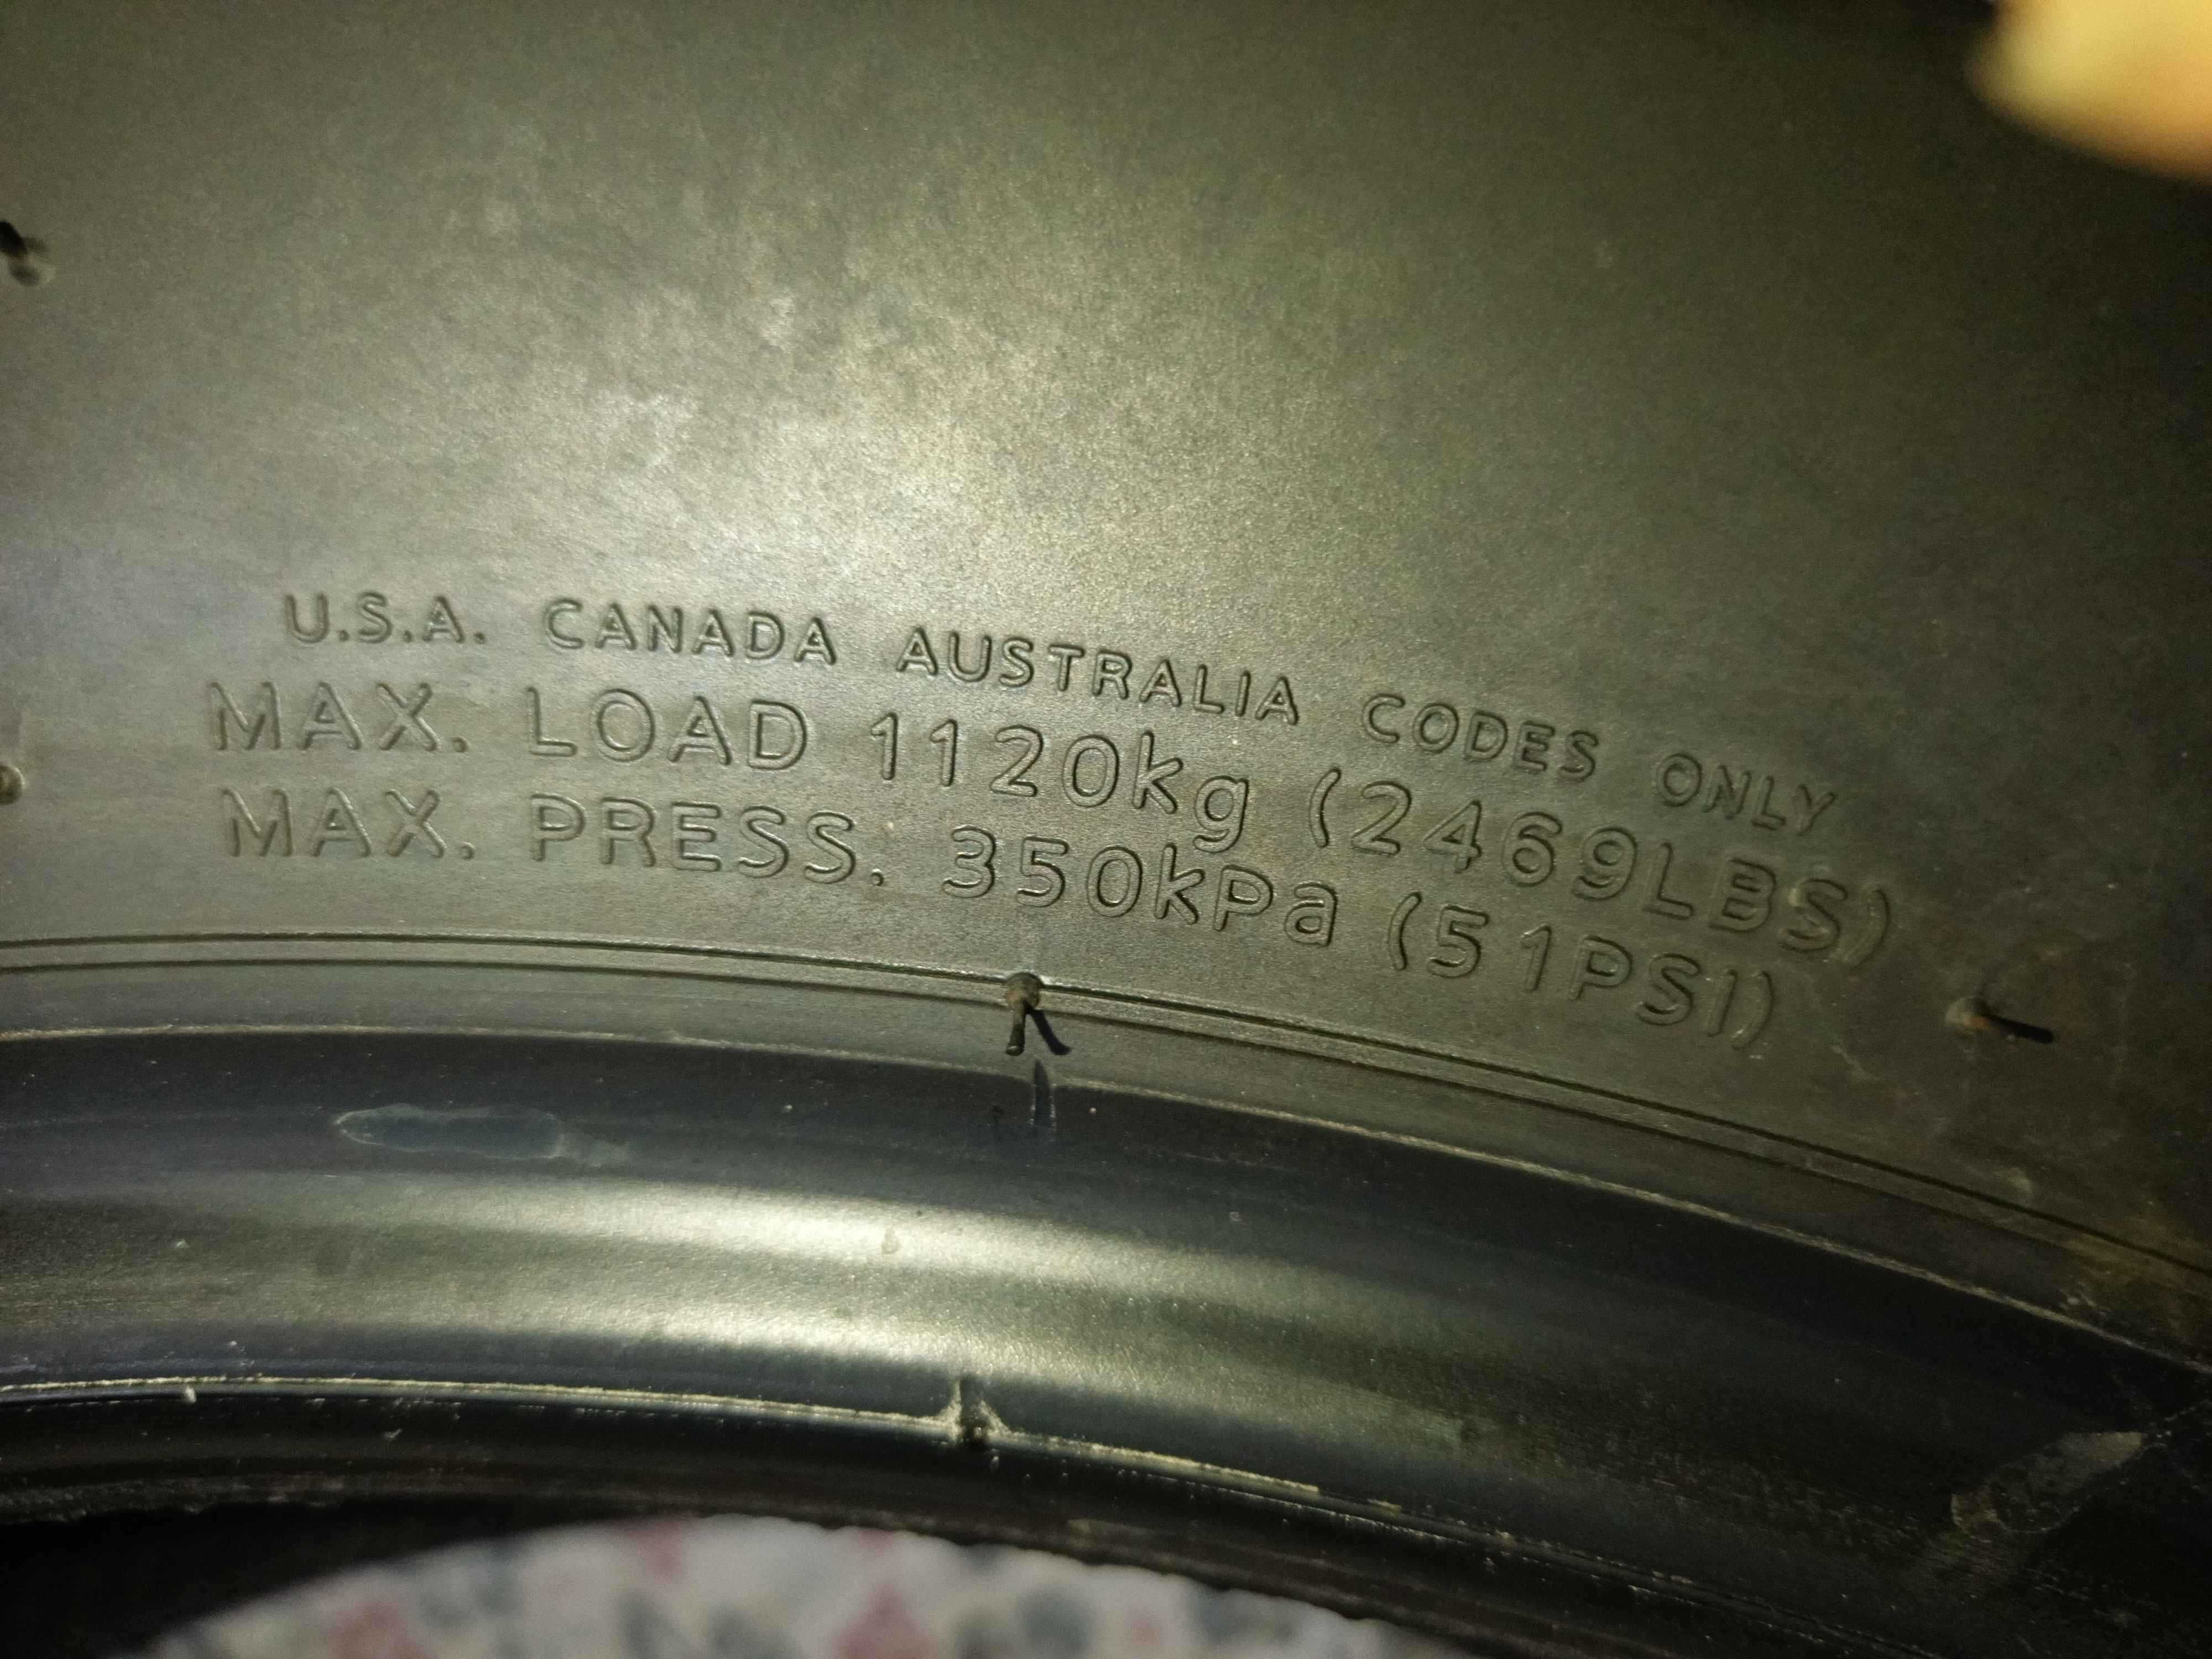 U.S.A. CANADA AUSTRALIA CODES ONLY
MAX. LOAD 1120kg (2469LBS)
MAX. PRESS. 350kPa (51PSI)